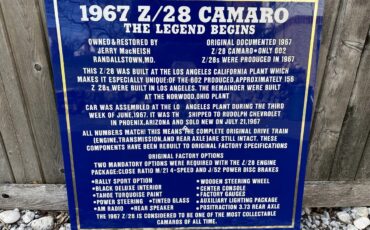 1967 Z/28 CAMARO
THE LEGEND BEGINS
OWNED & RESTORED BY
JERRY MacNEISH
RANDALLSTOWN, MD.
ORIGINAL DOCUMENTED 1967
Z/28 CAMARO • ONLY 602
Z/28s WERE PRODUCED IN 1967
THIS Z/28 WAS BUILT AT THE LOS ANGELES CALIFORNIA PLANT WHICH
MAKES IT ESPECIALLY UNIQUE: OF THE 602 PRODUCED, APPROXIMATELY 156
Z/28s, WERE BUILT IN LOS ANGELES. THE REMAINDER WERE BUILT
AT THE NORWOOD, OHIO PLANT
CAR WAS ASSEMBLED AT THE LO ANGELES PLANT DURING THE THIRD
WEEK OF JUNE, 1967. IT WAS SHIPPED TO RUDOLPH CHEVROLET
IN PHOENIX, ARIZONA AND SOLD NEW ON JULY 21, 1967
ALL NUMBERS MATCH! THIS MEANS THE COMPLETE ORIGINAL DRIVE TRAIN
(ENGINE, TRANSMISSION, AND REAR AXLE) ARE STILL INTACT. THESE
COMPONENTS HAVE BEEN REBUILT TO ORIGINAL FACTORY SPECIFICATIONS
ORIGINAL FACTORY OPTIONS
TWO MANDATORY OPTIONS WERE REQUIRED WITH THE Z/28 ENGINE
PACKAGE: CLOSE RATIO M/21 4-SPEED AND J/52 POWER DISC BRAKES
• RALLY SPORT OPTION
• BLACK DELUXE INTERIOR
• TAHOE TURQUOISE PAINT
• POWER STEERING • TINTED GLASS
• AM RADIO • REAR SPEAKER
• WOODEN STEERING WHEEL
• CENTER CONSOLE
• FACTORY GAUGES
• AUXILIARY LIGHTING PACKAGE
• POSITRACTION 3.73 REAR AXLE
THE 1967 Z/28 IS CONSIDERED TO BE ONE OF THE MOST COLLECTABLE
CAMAROS OF ALL TIME.